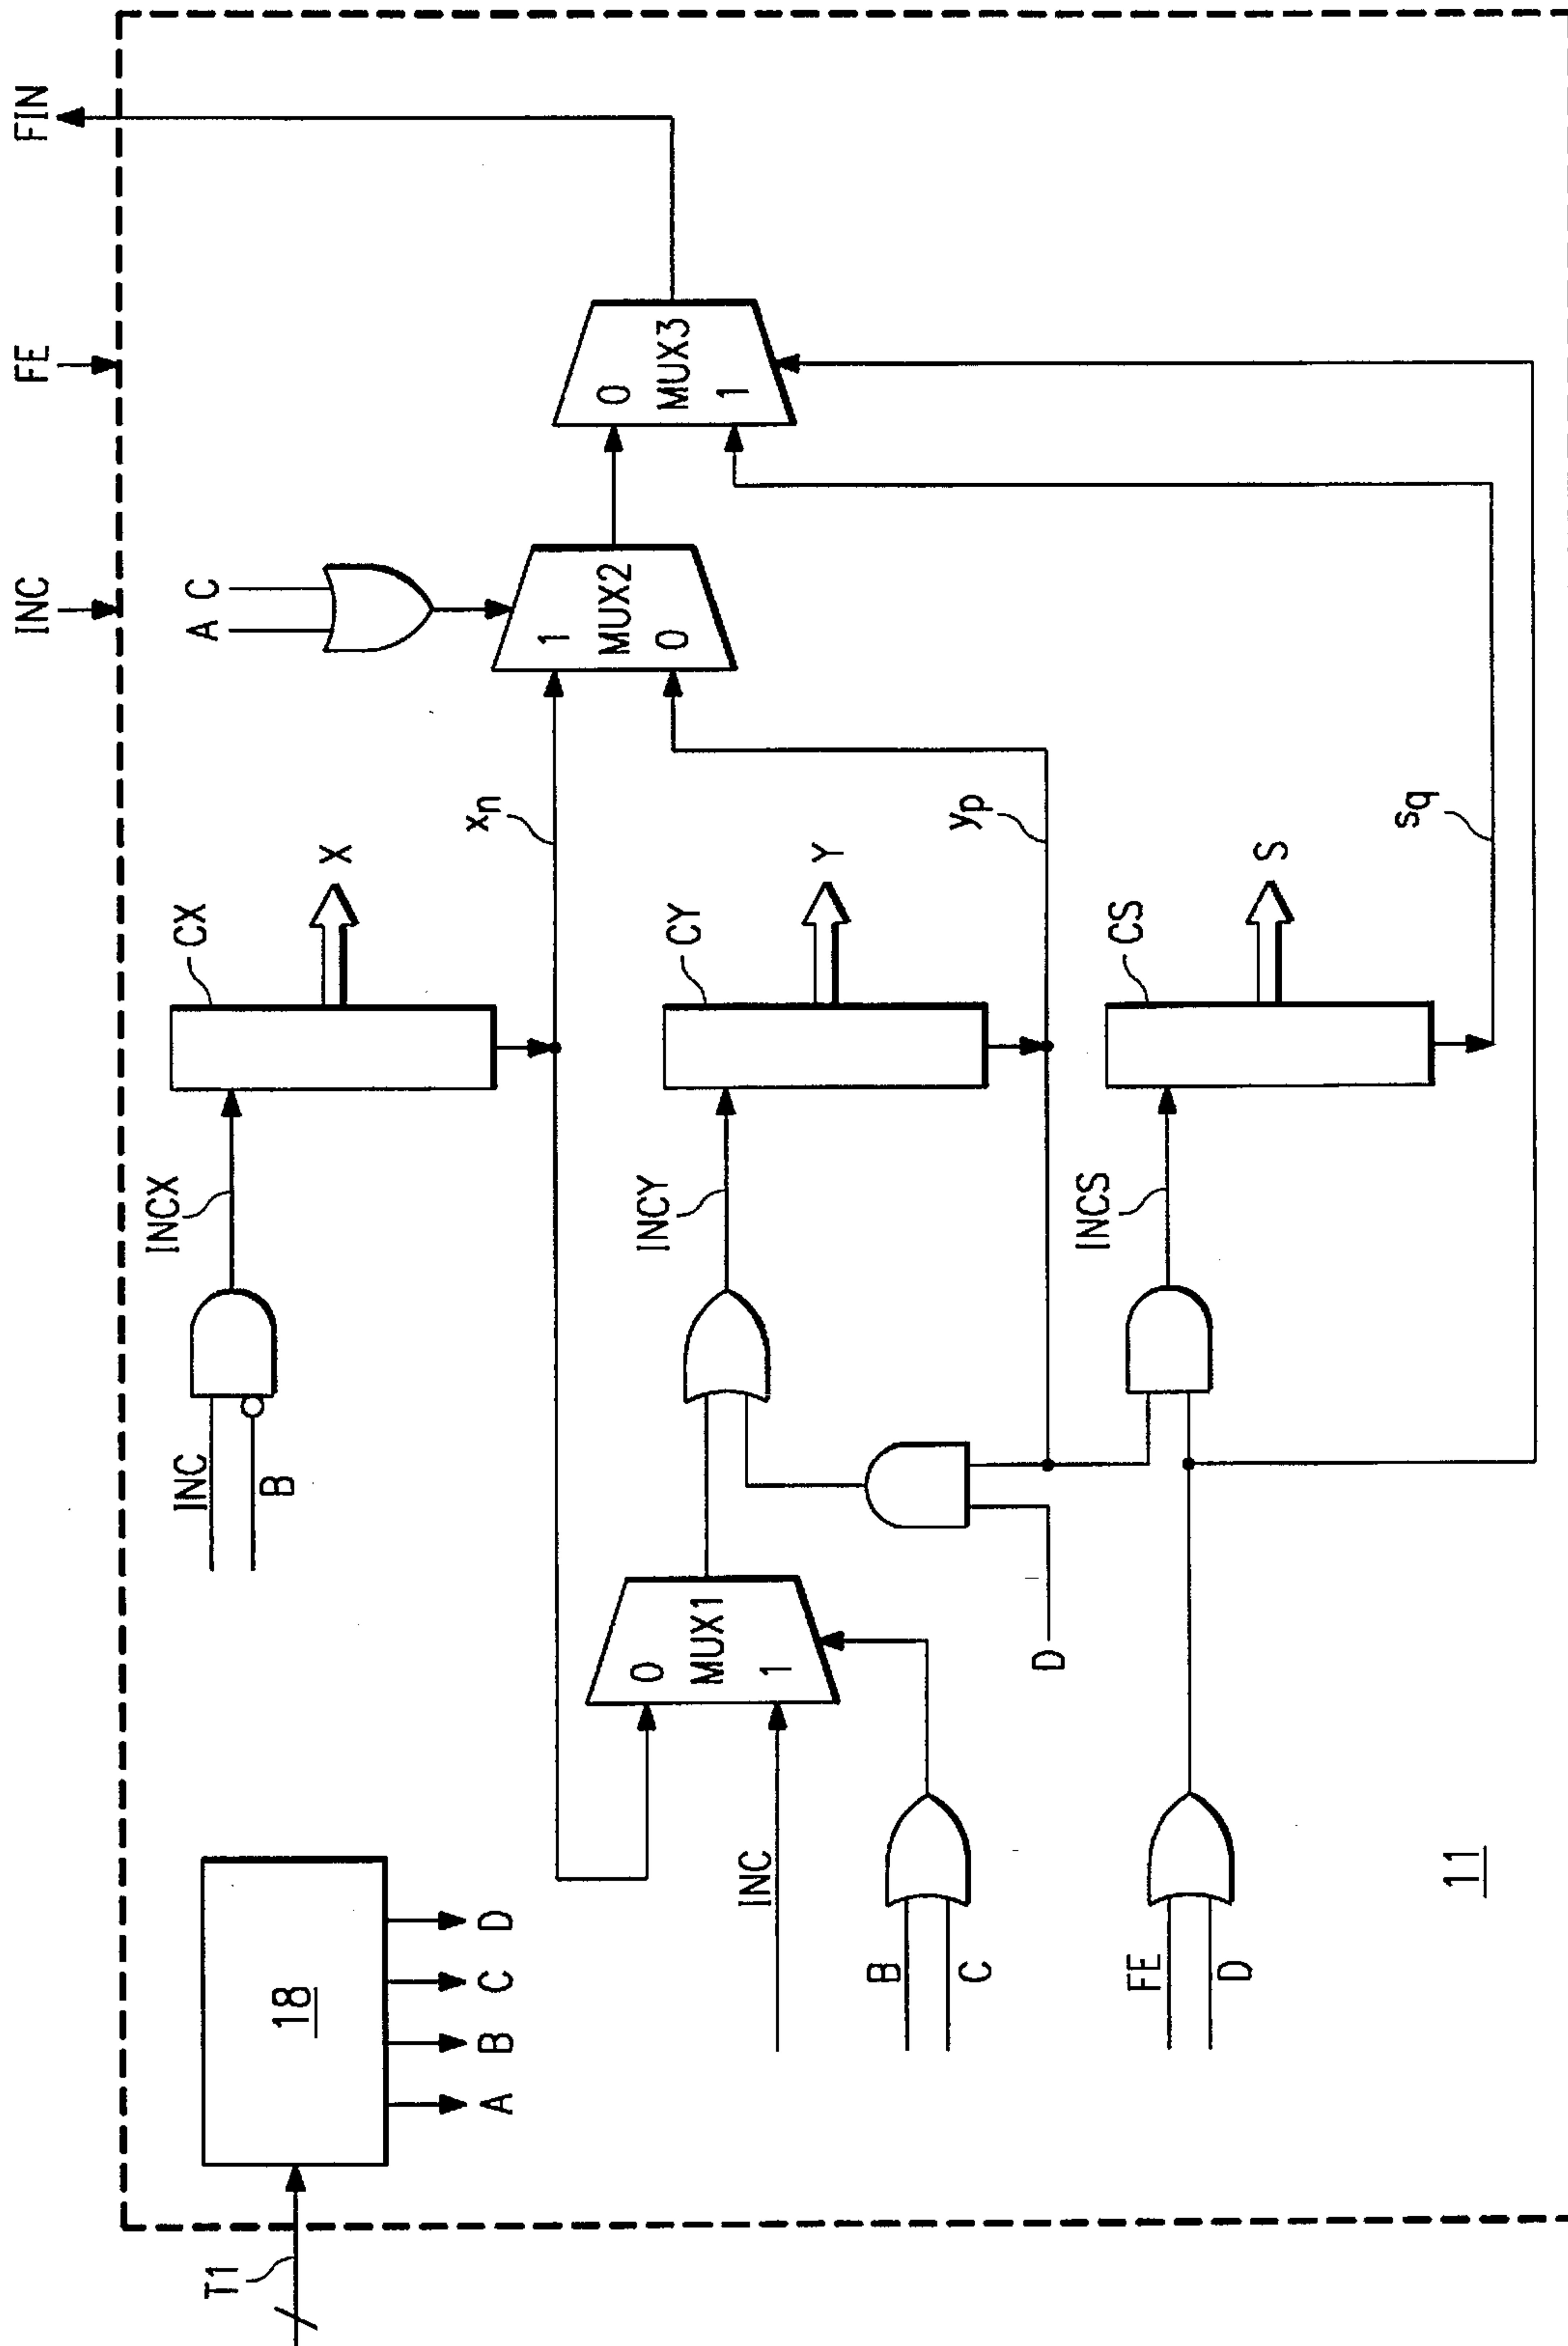 T1
18
A
B
C
D
INC
FE
FIN
INC
B
INCX
CX
X
xn
A
C
1
MUX2
0
0
MUX3
1
0
MUX1
1
INC
B
C
D
INCY
CY
Y
yp
FE
D
INCS
CS
S
sq
11